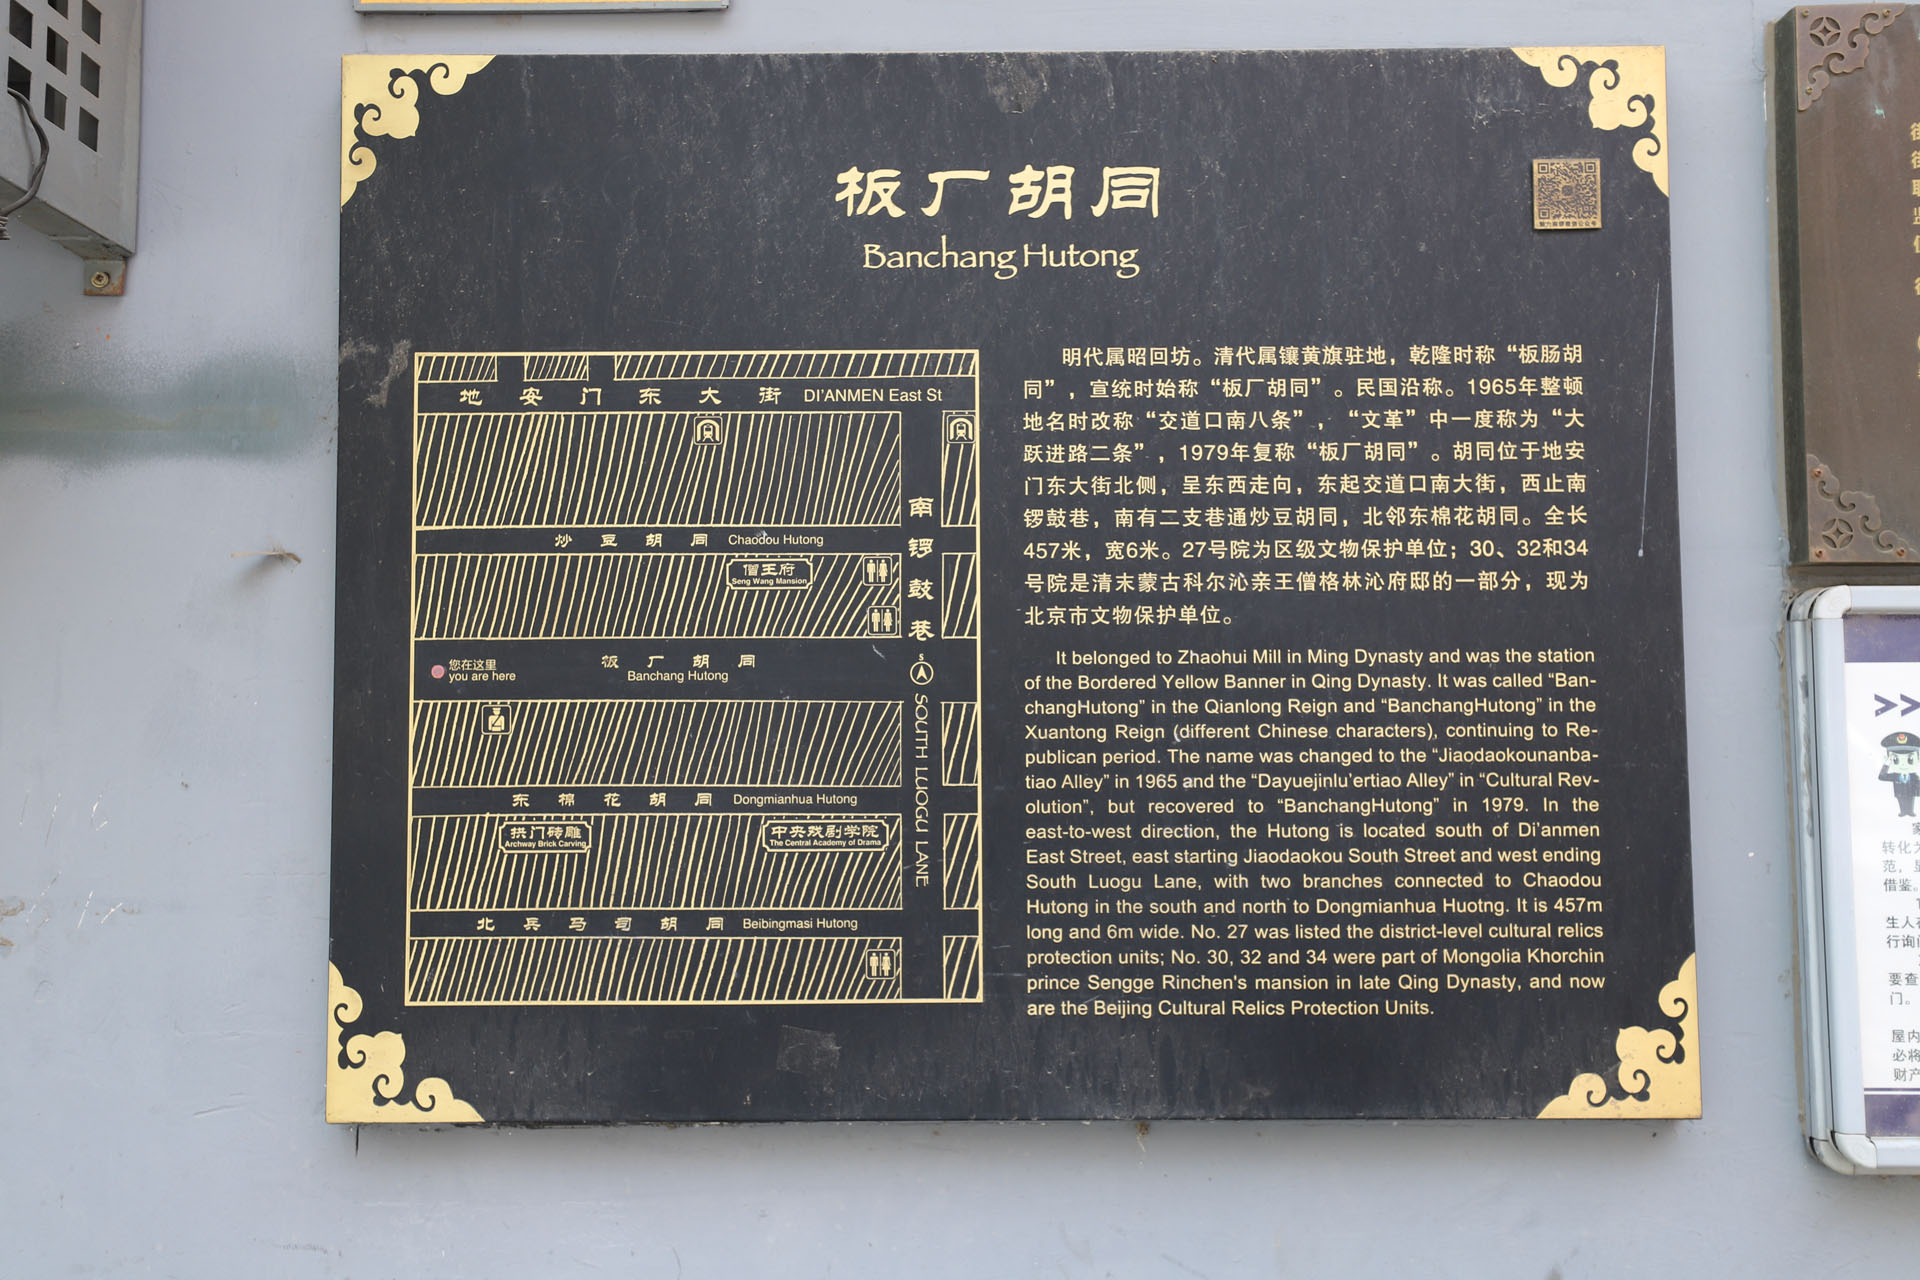 板厂胡同
Banchang Hutong
地安门东大街 DI'ANMEN East St
炒豆胡同 Chaodou Hutong
僧王府
Seng Wang Mansion
南锣鼓巷
S
SOUTH LUOGU LANE
您在这里
you are here
板厂胡同
Banchang Hutong
东棉花胡同 Dongmianhua Hutong
拱门砖雕
Archway Brick Carving
中央戏剧学院
The Central Academy of Drama
北兵马司胡同 Beibingmasi Hutong
明代属昭回坊。清代属镶黄旗驻地，乾隆时称“板肠胡
同”，宣统时始称“板厂胡同”。民国沿称。1965年整顿
地名时改称“交道口南八条”，“文革”中一度称为“大
跃进路二条”，1979年复称“板厂胡同”。胡同位于地安
门东大街北侧，呈东西走向，东起交道口南大街，西止南
锣鼓巷，南有二支巷通炒豆胡同，北邻东棉花胡同。全长
457米，宽6米。27号院为区级文物保护单位；30、32和34
号院是清末蒙古科尔沁亲王僧格林沁府邸的一部分，现为
北京市文物保护单位。
It belonged to Zhaohui Mill in Ming Dynasty and was the station
of the Bordered Yellow Banner in Qing Dynasty. It was called “Ban-
changHutong” in the Qianlong Reign and “BanchangHutong” in the
Xuantong Reign (different Chinese characters), continuing to Re-
publican period. The name was changed to the “Jiaodaokounanba-
tiao Alley” in 1965 and the “Dayuejinlu'ertiao Alley” in “Cultural Rev-
olution”, but recovered to “BanchangHutong” in 1979. In the
east-to-west direction, the Hutong is located south of Di'anmen
East Street, east starting Jiaodaokou South Street and west ending
South Luogu Lane, with two branches connected to Chaodou
Hutong in the south and north to Dongmianhua Huotng. It is 457m
long and 6m wide. No. 27 was listed the district-level cultural relics
protection units; No. 30, 32 and 34 were part of Mongolia Khorchin
prince Sengge Rinchen's mansion in late Qing Dynasty, and now
are the Beijing Cultural Relics Protection Units.
>>
转化为
范，
借鉴。
生人
行询
要查
门。
屋内
必将
财产